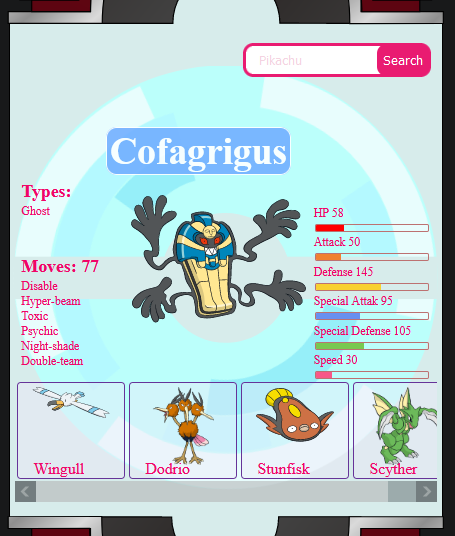 Pikachu
Search
Cofagrigus
Types:
Ghost
Moves: 77
Disable
Hyper-beam
Toxic
Psychic
Night-shade
Double-team
HP 58
Attack 50
Defense 145
Special Attak 95
Special Defense 105
Speed 30
Wingull
Dodrio
Stunfisk
Scyther